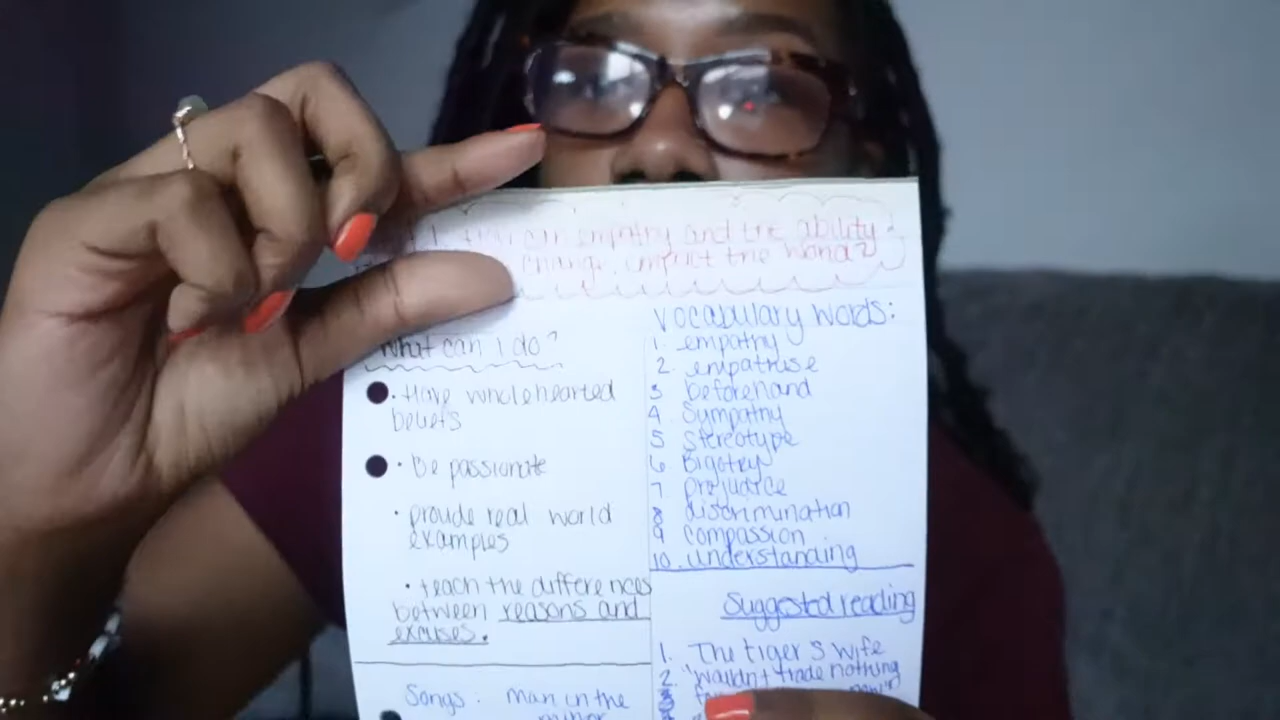 can empathy and the ability
change, impact the world?
What can I do?
• Have wholehearted
beliefs
• Be passionate
• provide real world
examples
• teach the differences
between reasons and
excuses.
Songs: Man in the
Vocabulary words:
1. empathy
2. empathise
3 beforehand
4. Sympathy
5 Stereotype
6 Bigotry
7. prejudice
8 discrimination
9 compassion
10. understanding
Suggested reading
1. The tiger's wife
2. "Wouldn't trade nothing